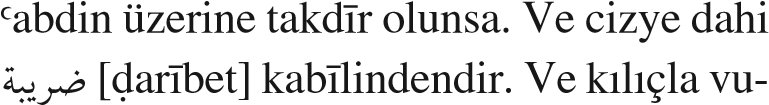 ʿabdin üzerine takdīr olunsa. Ve cizye dahi
ضريبة [ḍarībet] kabīlindendir. Ve kılıçla vu-